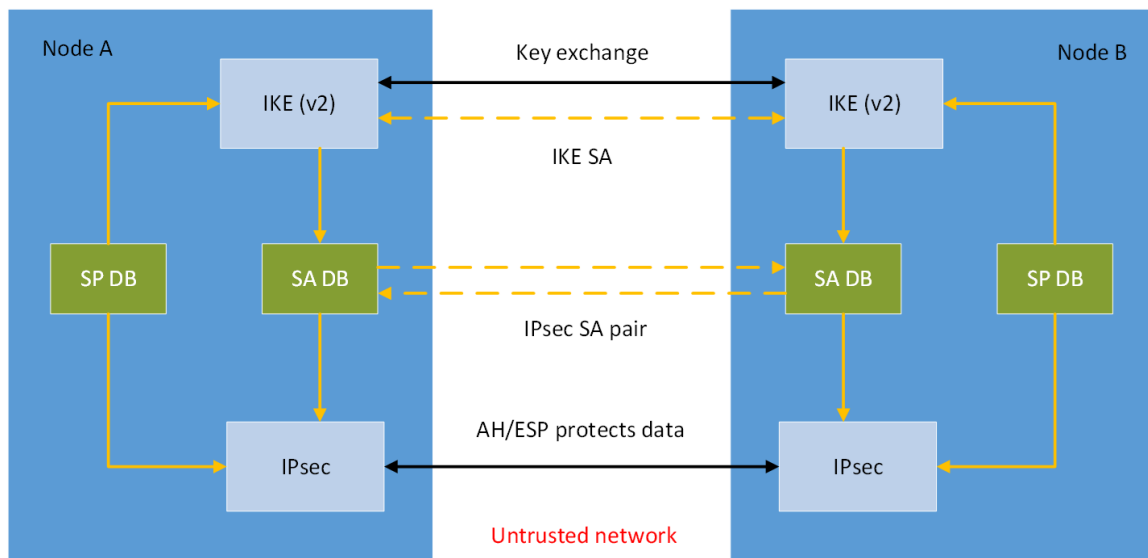 Node A
Key exchange
Node B
IKE (v2)
IKE (v2)
IKE SA
SP DB
SA DB
SA DB
SP DB
IPsec SA pair
AH/ESP protects data
IPsec
IPsec
Untrusted network